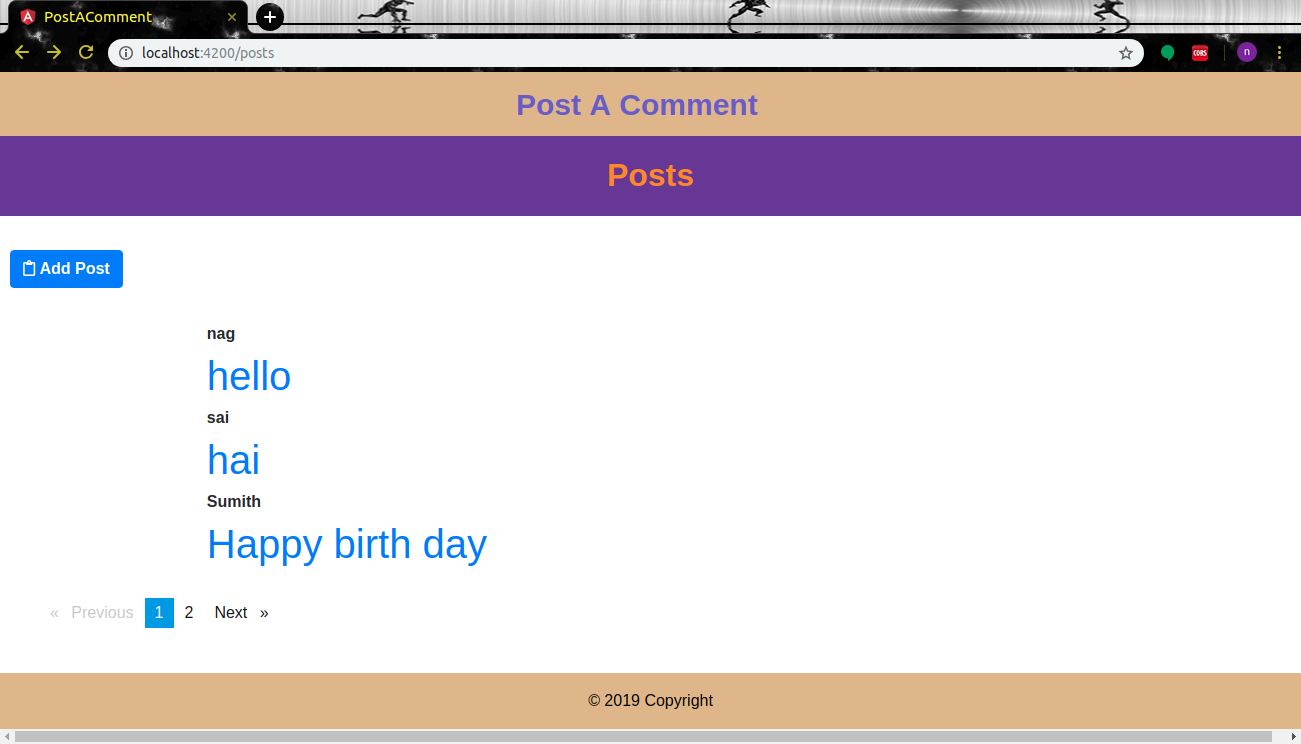 PostAComment
localhost:4200/posts
CORS
n
Post A Comment
Posts
Add Post
nag
hello
sai
hai
Sumith
Happy birth day
« Previous 1 2 Next »
© 2019 Copyright